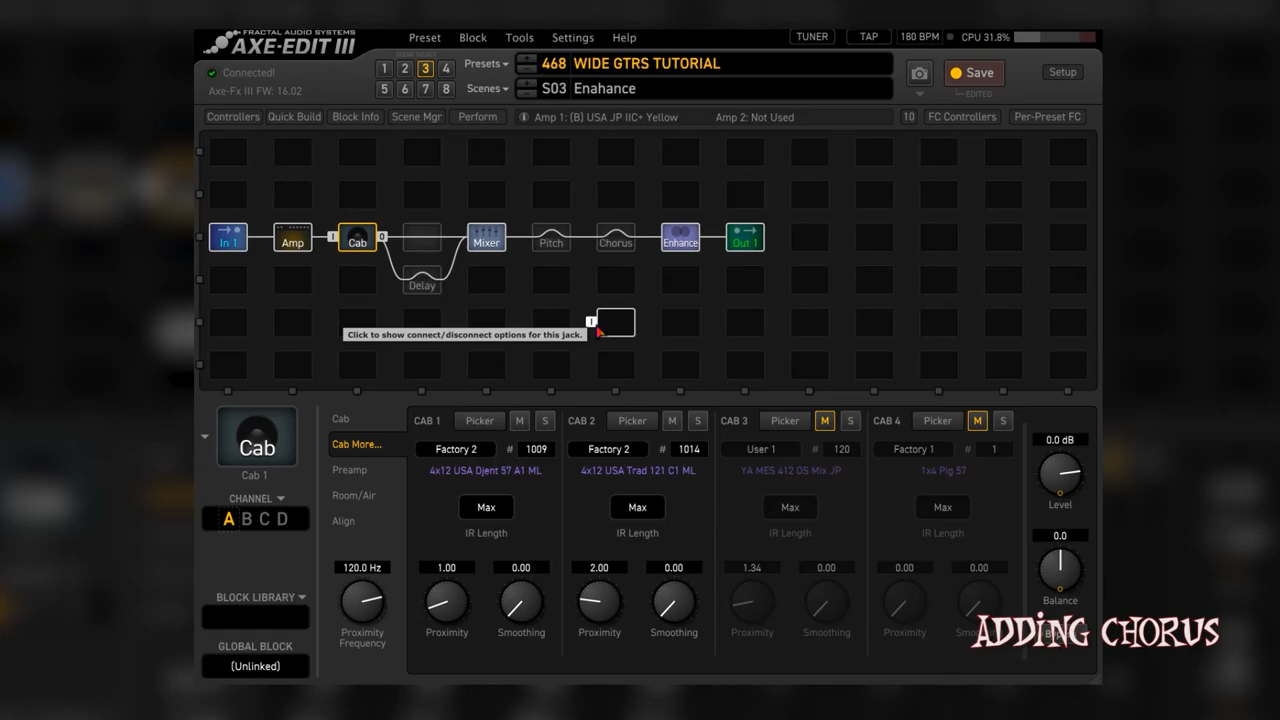 FRACTAL AUDIO SYSTEMS
AXE-EDIT III
Preset Block Tools Settings Help
TUNER TAP 180 BPM CPU 31.8%
Connected!
Axe-Fx III FW: 16.02
1 2 3 4
5 6 7 8
Presets 468 WIDE GTRS TUTORIAL
Scenes S03 Enahance
Save
EDITED
Setup
Controllers Quick Build Block Info Scene Mgr Perform Amp 1: (B) USA JP IIC+ Yellow Amp 2: Not Used 10 FC Controllers Per-Preset FC
In 1 Amp I Cab O Mixer Pitch Chorus Enhance Out 1
Delay
I
Click to show connect/disconnect options for this jack.
Cab
Cab 1
CHANNEL
A B C D
BLOCK LIBRARY
GLOBAL BLOCK
(Unlinked)
Cab
Cab More...
Preamp
Room/Air
Align
120.0 Hz
Proximity
Frequency
CAB 1 Picker M S
Factory 2 # 1009
4x12 USA Djent 57 A1 ML
Max
IR Length
1.00 0.00
Proximity Smoothing
CAB 2 Picker M S
Factory 2 # 1014
4x12 USA Trad 121 C1 ML
Max
IR Length
2.00 0.00
Proximity Smoothing
CAB 3 Picker M S
User 1 # 120
YA MES 412 OS Mix JP
Max
IR Length
1.34 0.00
Proximity Smoothing
CAB 4 Picker M S
Factory 1 # 1
1x4 Pig 57
Max
IR Length
0.00 0.00
Proximity
0.0 dB
Level
0.0
Balance
ADDING CHORUS